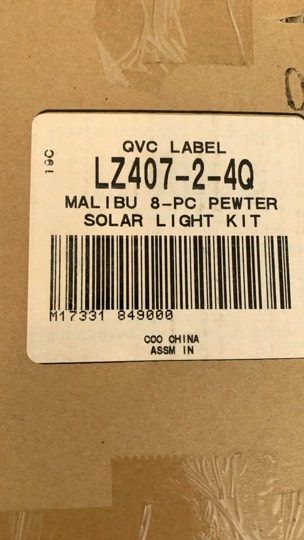 19C
QVC LABEL
LZ407-2-4Q
MALIBU 8-PC PEWTER
SOLAR LIGHT KIT
M17331 849000
COO CHINA
ASSM IN